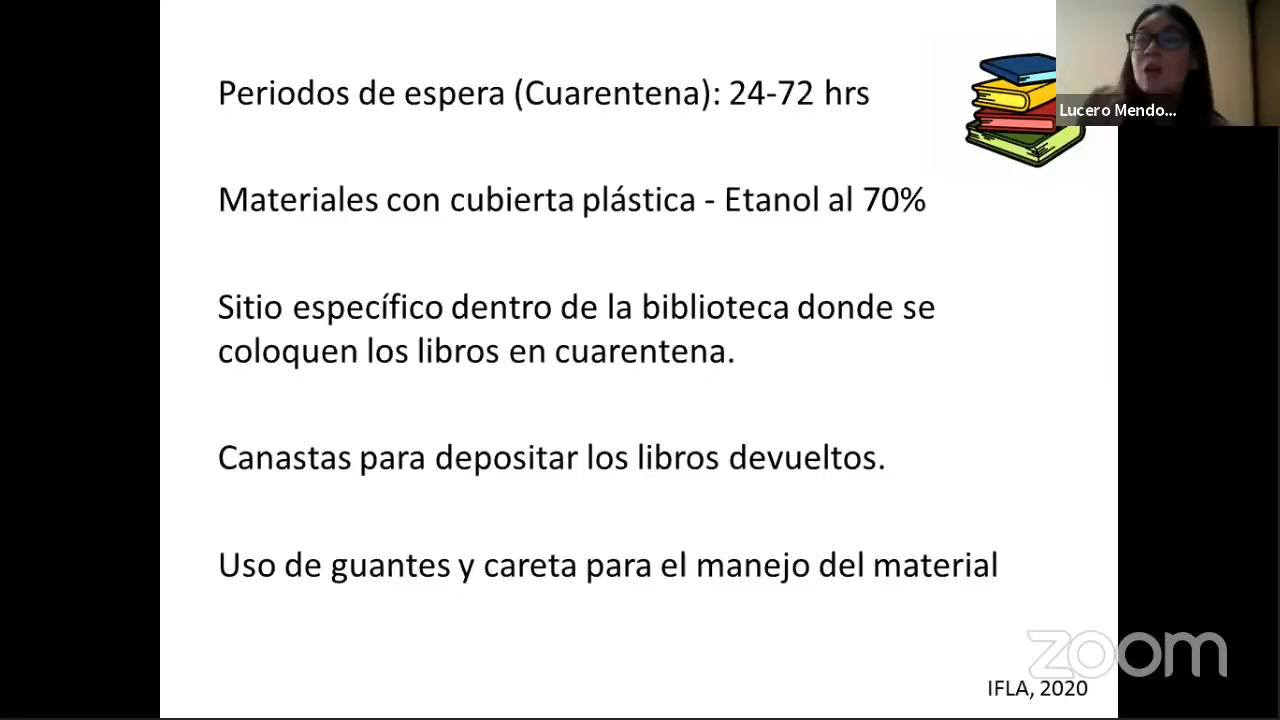 Periodos de espera (Cuarentena): 24-72 hrs
Lucero Mendo...
Materiales con cubierta plástica - Etanol al 70%
Sitio específico dentro de la biblioteca donde se
coloquen los libros en cuarentena.
Canastas para depositar los libros devueltos.
Uso de guantes y careta para el manejo del material
zoom
IFLA, 2020